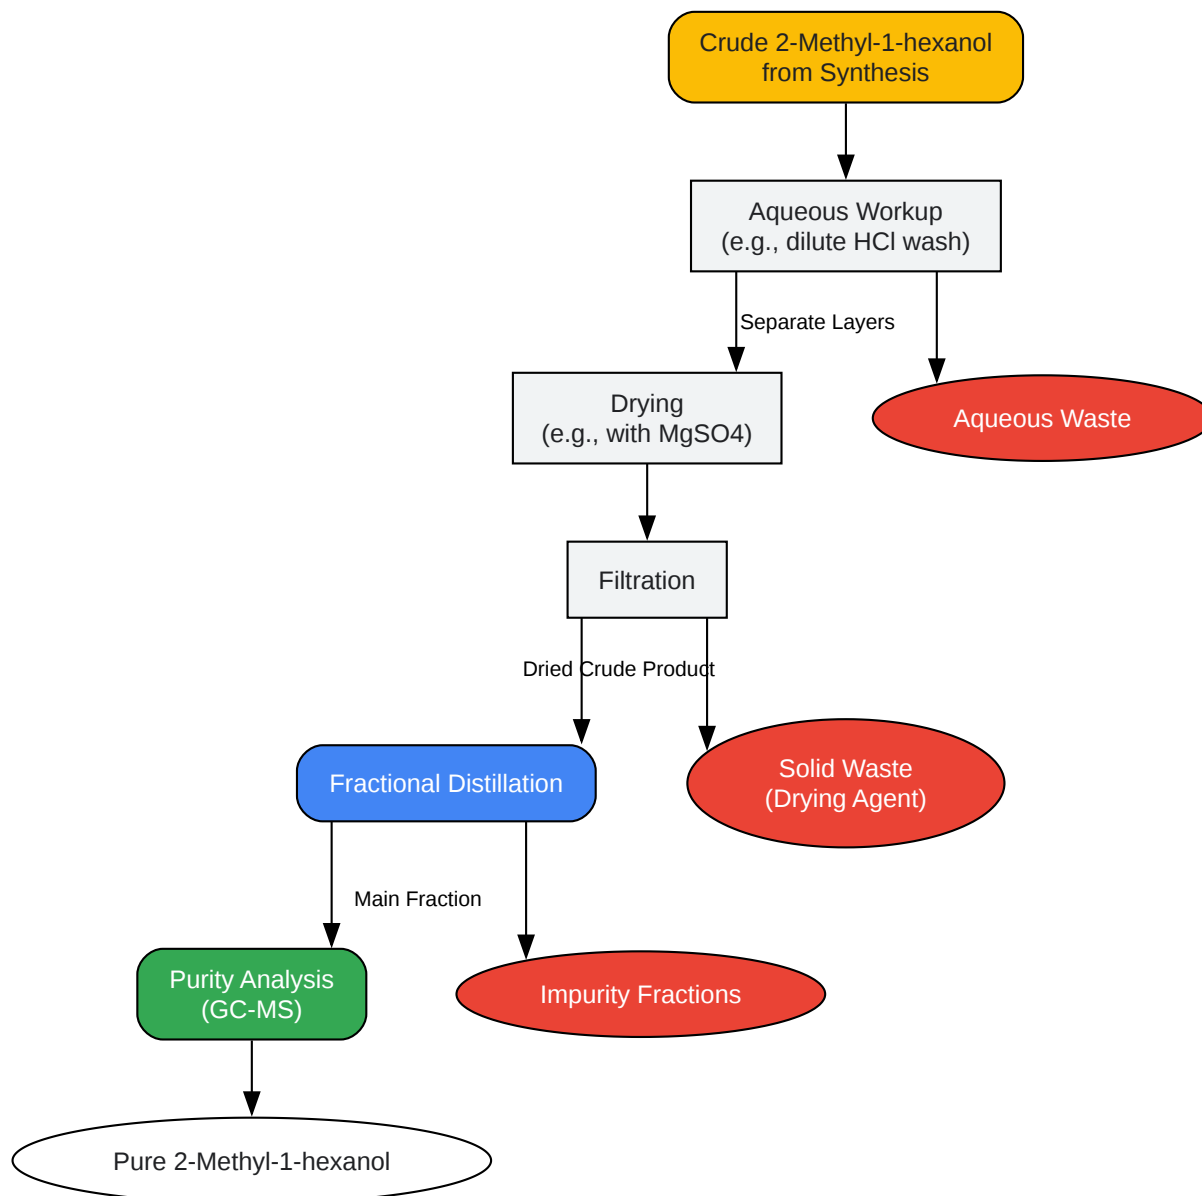 Crude 2-Methyl-1-hexanol
from Synthesis
Aqueous Workup
(e.g., dilute HCl wash)
Separate Layers
Drying
(e.g., with MgSO4)
Aqueous Waste
Filtration
Dried Crude Product
Fractional Distillation
Solid Waste
(Drying Agent)
Main Fraction
Purity Analysis
(GC-MS)
Impurity Fractions
Pure 2-Methyl-1-hexanol